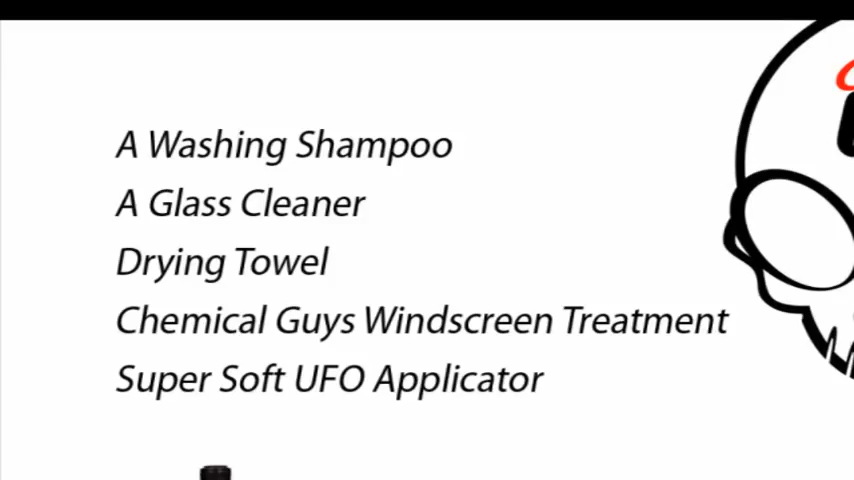 A Washing Shampoo
A Glass Cleaner
Drying Towel
Chemical Guys Windscreen Treatment
Super Soft UFO Applicator